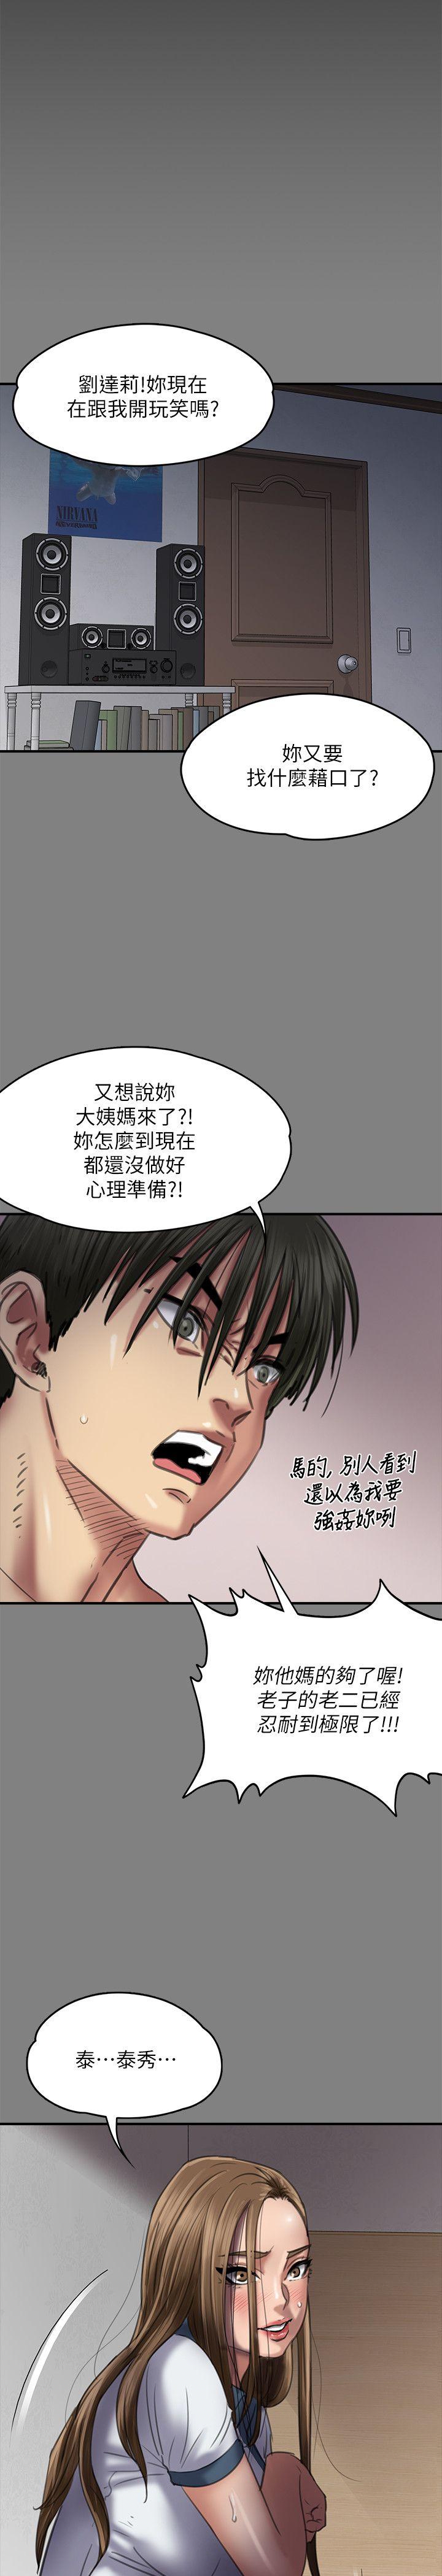 劉達莉!妳現在
在跟我開玩笑嗎?
NIRVANA
妳又要
找什麼藉口了?
又想說妳
大姨媽來了?!
妳怎麼到現在
都還沒做好
心理準備?!
馬的, 別人看到
還以為我要
強姦妳咧
妳他媽的夠了喔!
老子的老二已經
忍耐到極限了!!!
泰…泰秀…